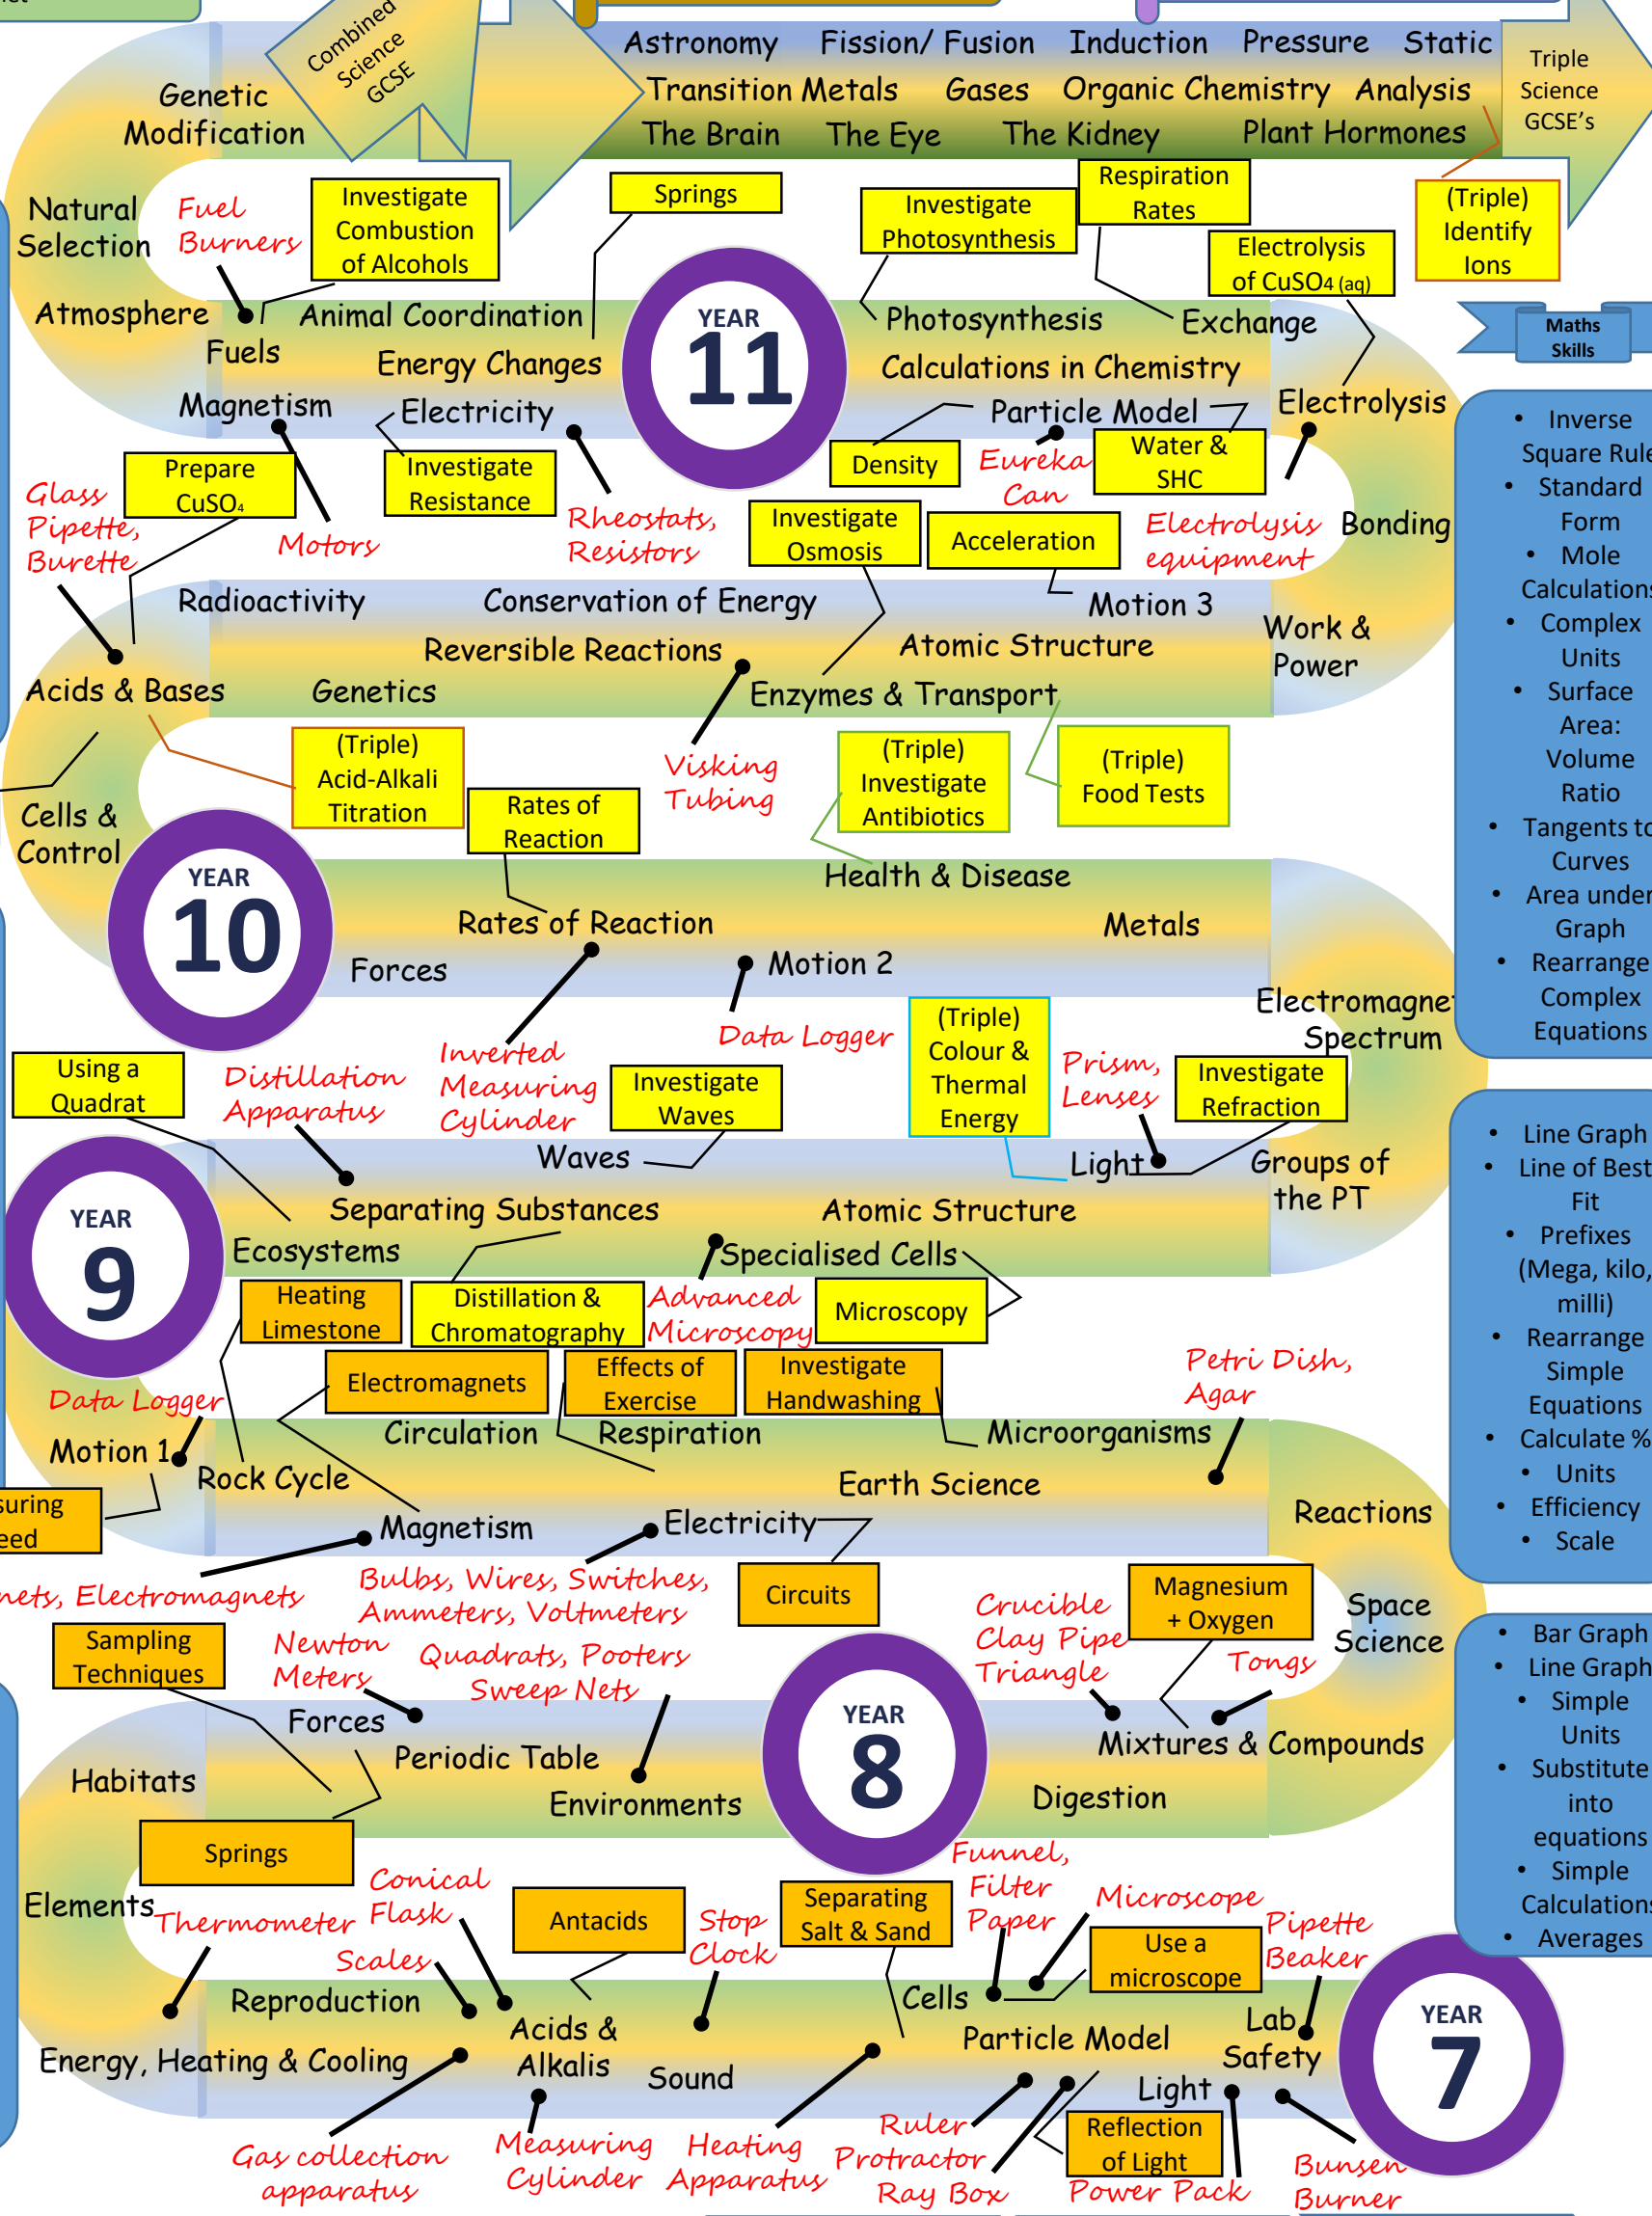 Combined
Science
GCSE
Astronomy Fission/ Fusion Induction Pressure Static
Transition Metals Gases Organic Chemistry Analysis
The Brain The Eye The Kidney Plant Hormones
Triple
Science
GCSE's
Genetic
Modification
Natural
Selection
Fuel
Burners
Investigate
Combustion
of Alcohols
Springs
Investigate
Photosynthesis
Respiration
Rates
Electrolysis
of CuSO4 (aq)
(Triple)
Identify
Ions
Atmosphere
Fuels
Animal Coordination
Energy Changes
YEAR
11
Photosynthesis
Exchange
Calculations in Chemistry
Magnetism
Electricity
Particle Model
Electrolysis
Maths
Skills
Prepare
CuSO4
Investigate
Resistance
Density
Eureka
Can
Water &
SHC
Glass
Pipette,
Burette
Motors
Rheostats,
Resistors
Investigate
Osmosis
Acceleration
Electrolysis
equipment
Bonding
• Inverse
Square Rule
• Standard
Form
• Mole
Calculations
• Complex
Units
• Surface
Area:
Volume
Ratio
• Tangents to
Curves
• Area under
Graph
• Rearrange
Complex
Equations
Radioactivity
Conservation of Energy
Motion 3
Reversible Reactions
Atomic Structure
Work &
Power
Acids & Bases
Genetics
Enzymes & Transport
(Triple)
Acid-Alkali
Titration
Visking
Tubing
(Triple)
Investigate
Antibiotics
(Triple)
Food Tests
Rates of
Reaction
Cells &
Control
YEAR
10
Health & Disease
Rates of Reaction
Metals
Forces
Motion 2
Electromagne
Spectrum
Using a
Quadrat
Distillation
Apparatus
Inverted
Measuring
Cylinder
Data Logger
Investigate
Waves
(Triple)
Colour &
Thermal
Energy
Prism,
Lenses
Investigate
Refraction
Waves
Light
Groups of
the PT
• Line Graph
• Line of Best
Fit
• Prefixes
(Mega, kilo,
milli)
• Rearrange
Simple
Equations
• Calculate %
• Units
• Efficiency
• Scale
YEAR
9
Separating Substances
Atomic Structure
Ecosystems
Specialised Cells
Heating
Limestone
Distillation &
Chromatography
Advanced
Microscopy
Microscopy
Electromagnets
Effects of
Exercise
Investigate
Handwashing
Petri Dish,
Agar
Data Logger
Motion 1
Circulation
Respiration
Microorganisms
Rock Cycle
Earth Science
Reactions
suring
eed
Magnetism
Electricity
nets, Electromagnets
Bulbs, Wires, Switches,
Ammeters, Voltmeters
Circuits
Crucible
Clay Pipe
Triangle
Magnesium
+ Oxygen
Tongs
Space
Science
Sampling
Techniques
Newton
Meters
Quadrats, Pooters
Sweep Nets
• Bar Graph
• Line Graph
• Simple
Units
• Substitute
into
equations
• Simple
Calculations
• Averages
Forces
YEAR
8
Habitats
Periodic Table
Mixtures & Compounds
Environments
Digestion
Springs
Elements
Thermometer
Conical
Flask
Scales
Antacids
Stop
Clock
Separating
Salt & Sand
Funnel,
Filter
Paper
Microscope
Use a
microscope
Pipette
Beaker
Reproduction
Cells
Acids &
Alkalis
Particle Model
Lab
Safety
YEAR
7
Energy, Heating & Cooling
Sound
Light
Gas collection
apparatus
Measuring
Cylinder
Heating
Apparatus
Ruler
Protractor
Ray Box
Reflection
of Light
Power Pack
Bunsen
Burner